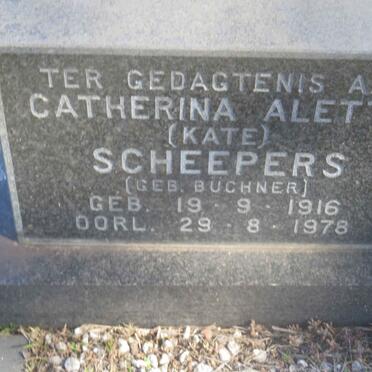 TER GEDAGTENIS A
CATHERINA ALETT
(KATE)
SCHEEPERS
(GEB. BUCHNER)
GEB. 19 - 9 - 1916
OORL. 29 - 8 - 1978